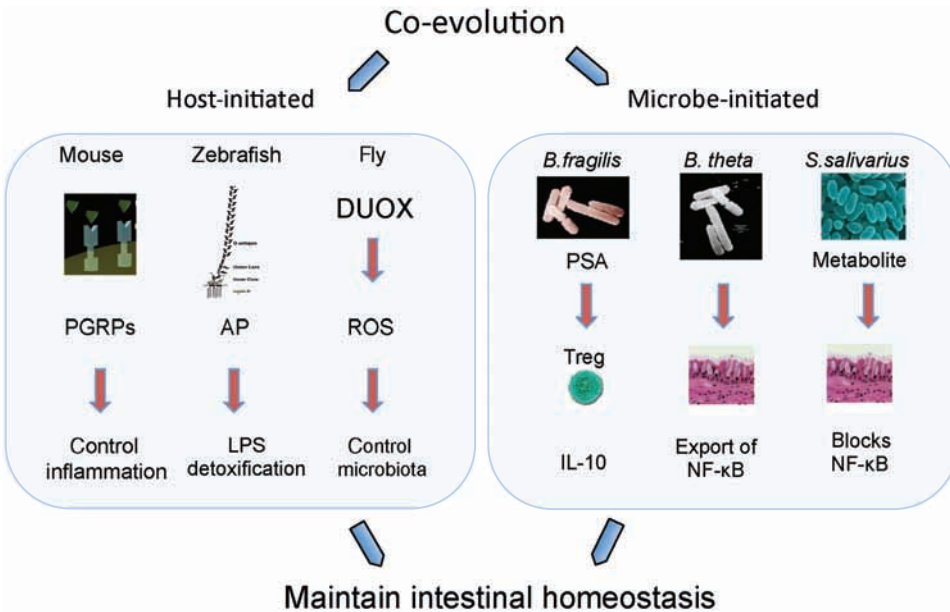 Co-evolution
Host-initiated
Microbe-initiated
Mouse
Zebrafish
Fly
DUOX
PGRPs
AP
ROS
Control
inflammation
LPS
detoxification
Control
microbiota
B.fragilis
B. theta
S.salivarius
PSA
Metabolite
Treg
IL-10
Export of
NF-κB
Blocks
NF-κB
Maintain intestinal homeostasis